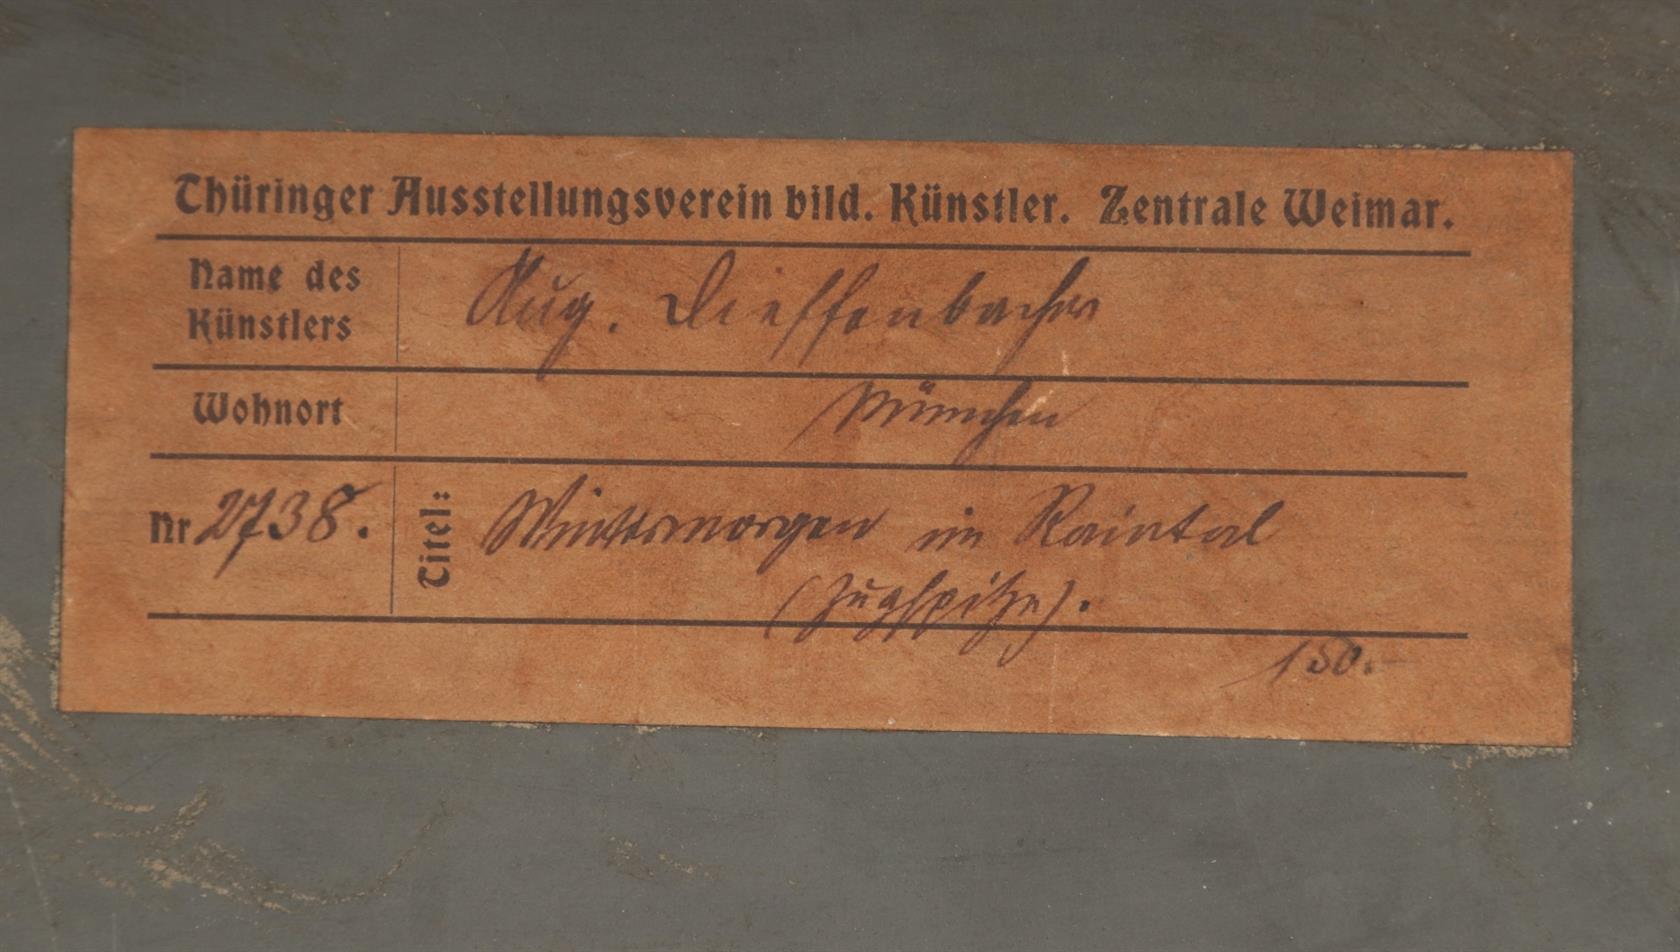 Thüringer Ausstellungsverein bild. Künstler. Zentrale Weimar.
Name des
Künstlers
Aug. Dieffenbacher
Wohnort
München
Nr 2738.
Titel:
Wintermorgen im Raintal
(Zugspitze).
150.-